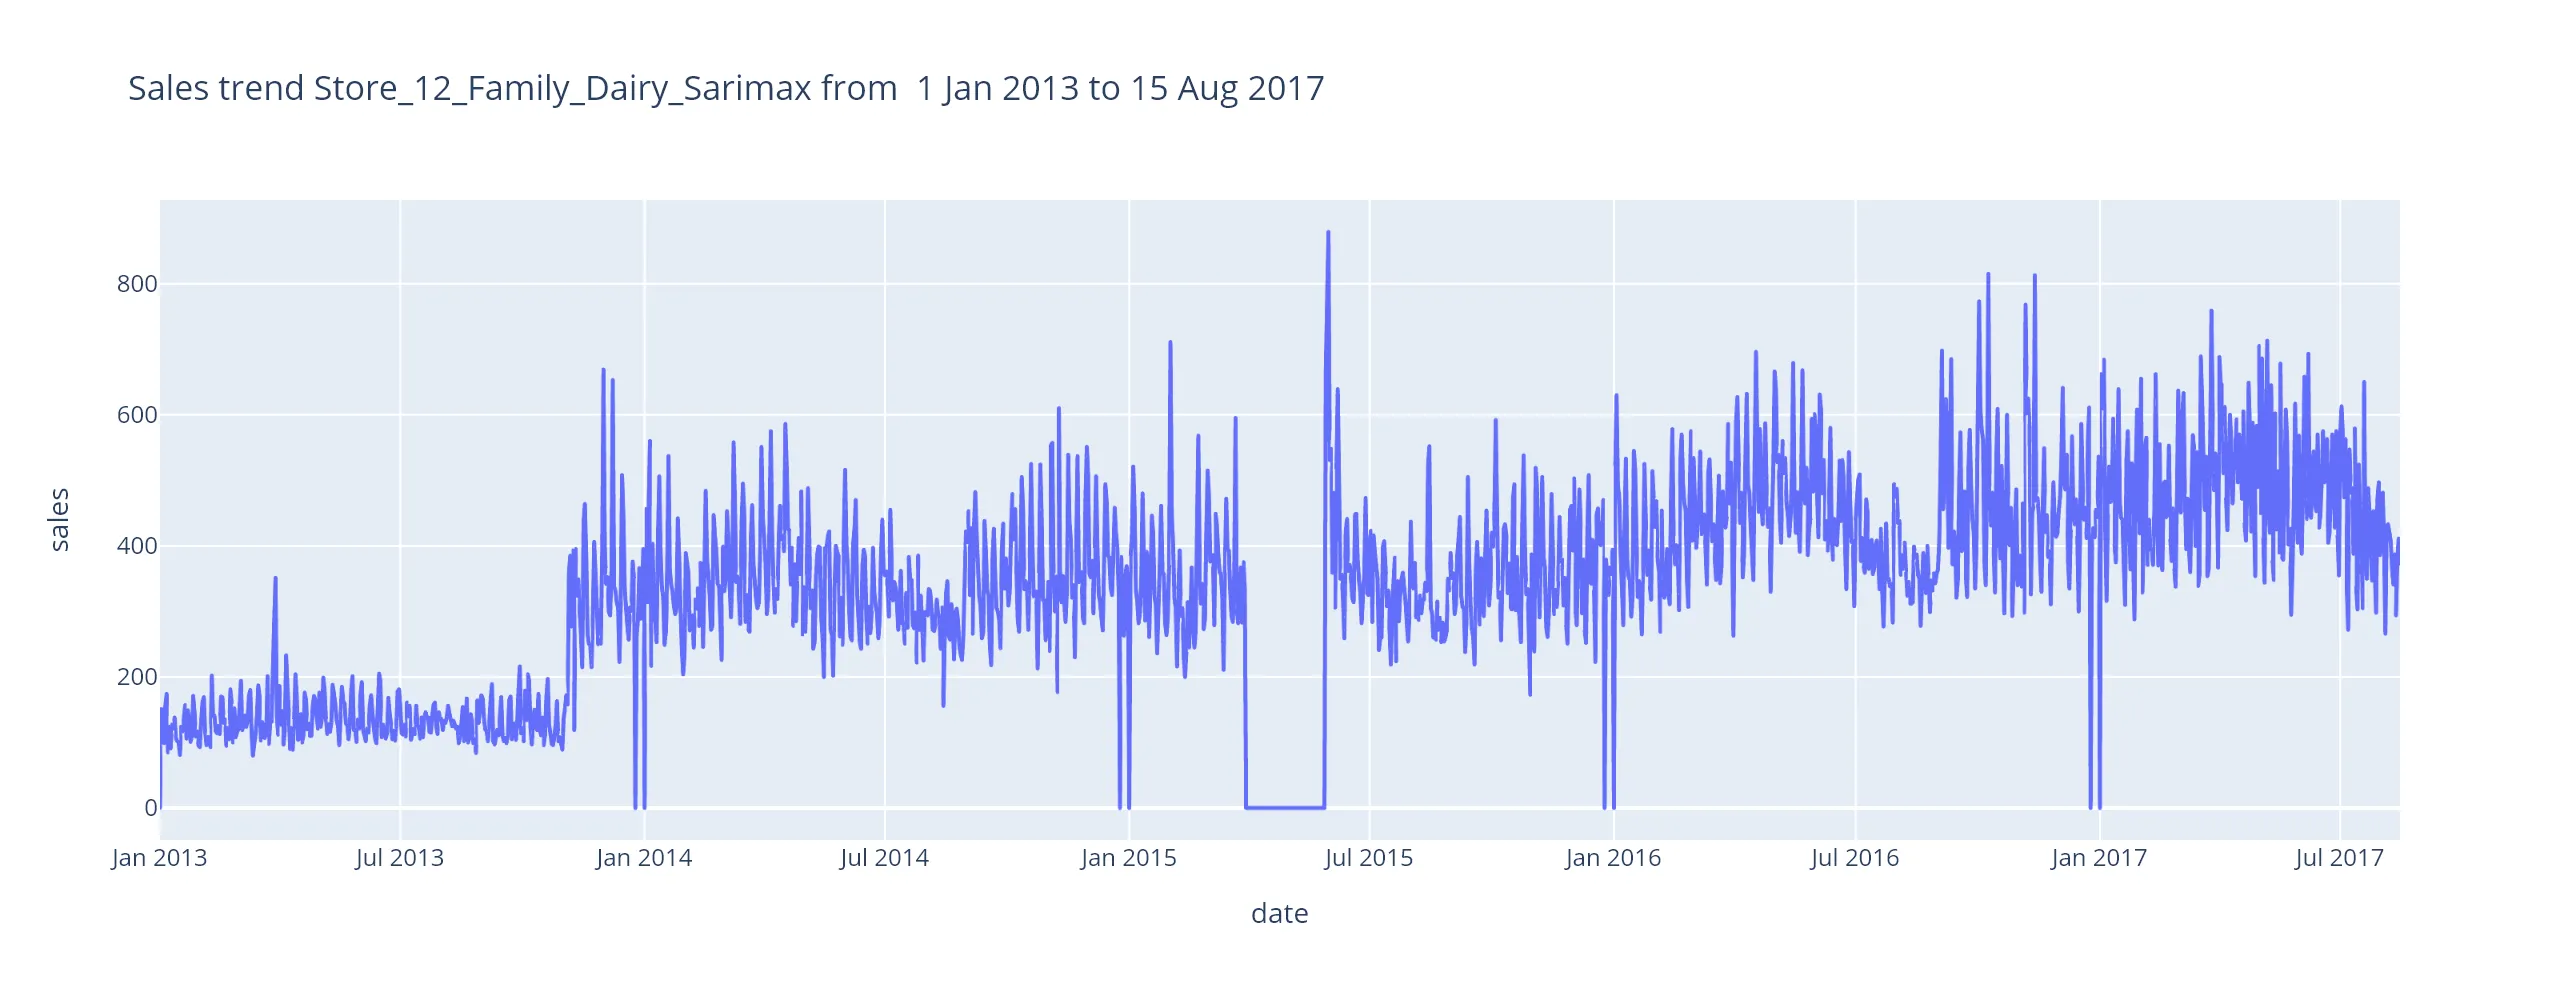 Sales trend Store_12_Family_Dairy_Sarimax from  1 Jan 2013 to 15 Aug 2017
800
600
400
200
0
sales
Jan 2013 Jul 2013 Jan 2014 Jul 2014 Jan 2015 Jul 2015 Jan 2016 Jul 2016 Jan 2017 Jul 2017
date